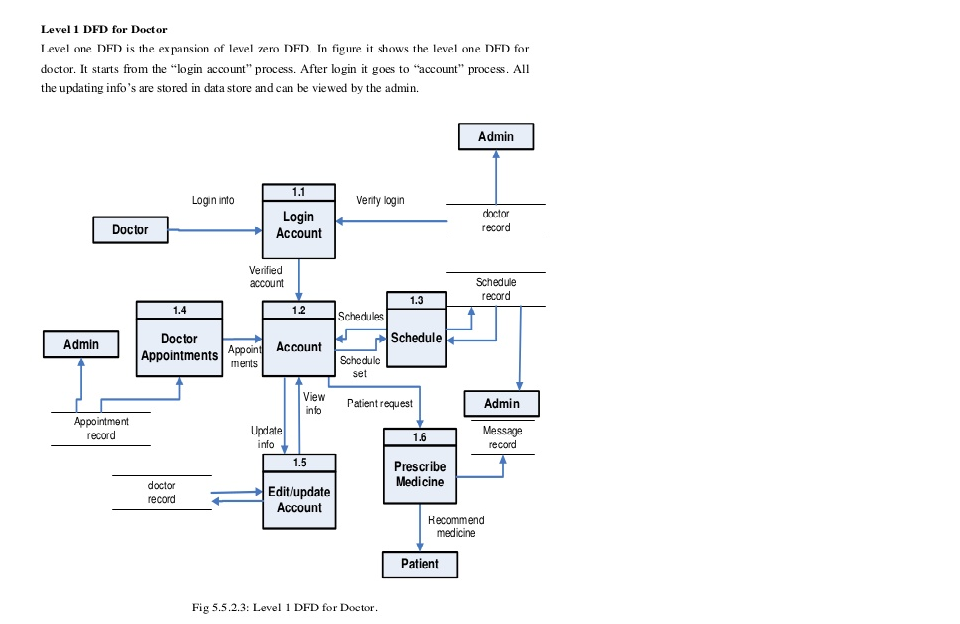 Level 1 DFD for Doctor
Level one DFD is the expansion of level zero DFD. In figure it shows the level one DFD for
doctor. It starts from the “login account” process. After login it goes to “account” process. All
the updating info’s are stored in data store and can be viewed by the admin.
Admin
1.1
Login info
Verity login
Login
Account
Doctor
doctor
record
Verified
account
Schedule
record
1.4
1.2
1.3
Schedules
Admin
Doctor
Appointments
Appoint
ments
Account
Schedule
Schedule
set
View
info
Patient request
Admin
Appointment
record
Update
info
Message
record
1.6
1.5
Prescribe
Medicine
doctor
record
Edit/update
Account
Recommend
medicine
Patient
Fig 5.5.2.3: Level 1 DFD for Doctor.